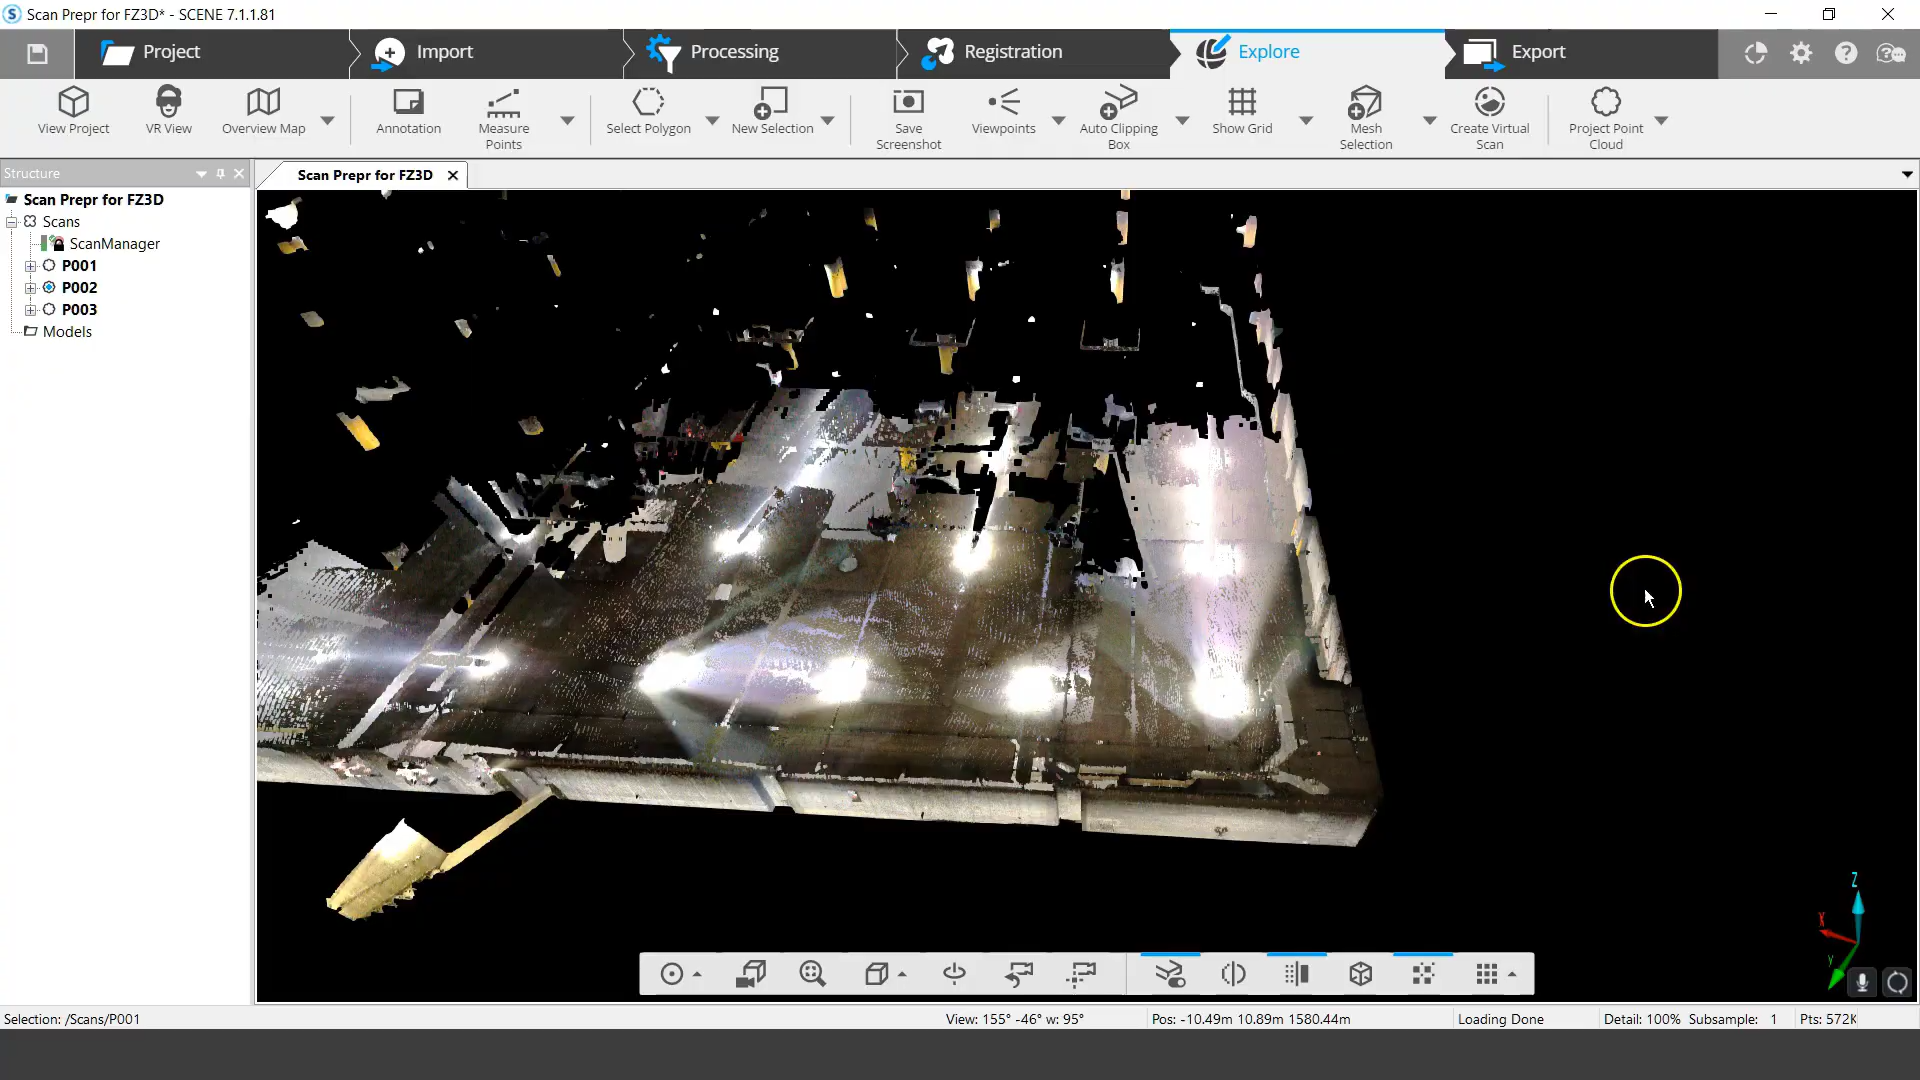 Scan Prepr for FZ3D* - SCENE 7.1.1.81
Project
Import
Processing
Registration
Explore
Export
View Project
VR View
Overview Map
Annotation
Measure
Points
Select Polygon
New Selection
Save
Screenshot
Viewpoints
Auto Clipping
Box
Show Grid
Mesh
Selection
Create Virtual
Scan
Project Point
Cloud
Structure
Scan Prepr for FZ3D
Scan Prepr for FZ3D
Scans
ScanManager
P001
P002
P003
Models
Z
X
y
Selection: /Scans/P001
View: 155° -46° w: 95°
Pos: -10.49m 10.89m 1580.44m
Loading Done
Detail: 100%
Subsample: 1
Pts: 572K